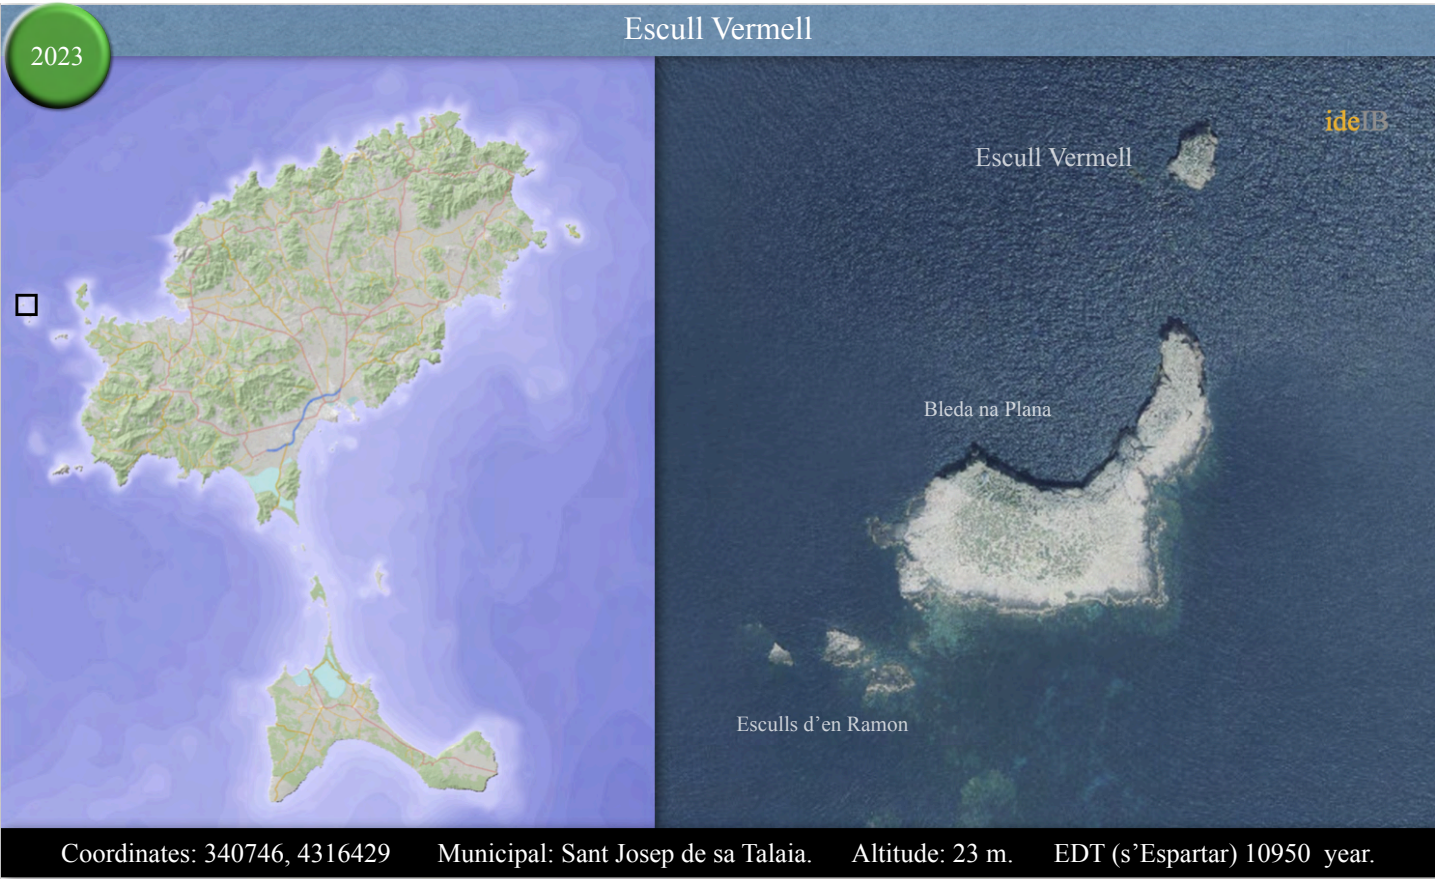 Escull Vermell
2023
ideIB
Escull Vermell
Bleda na Plana
Esculls d’en Ramon
Coordinates: 340746, 4316429 Municipal: Sant Josep de sa Talaia. Altitude: 23 m. EDT (s’Espartar) 10950 year.